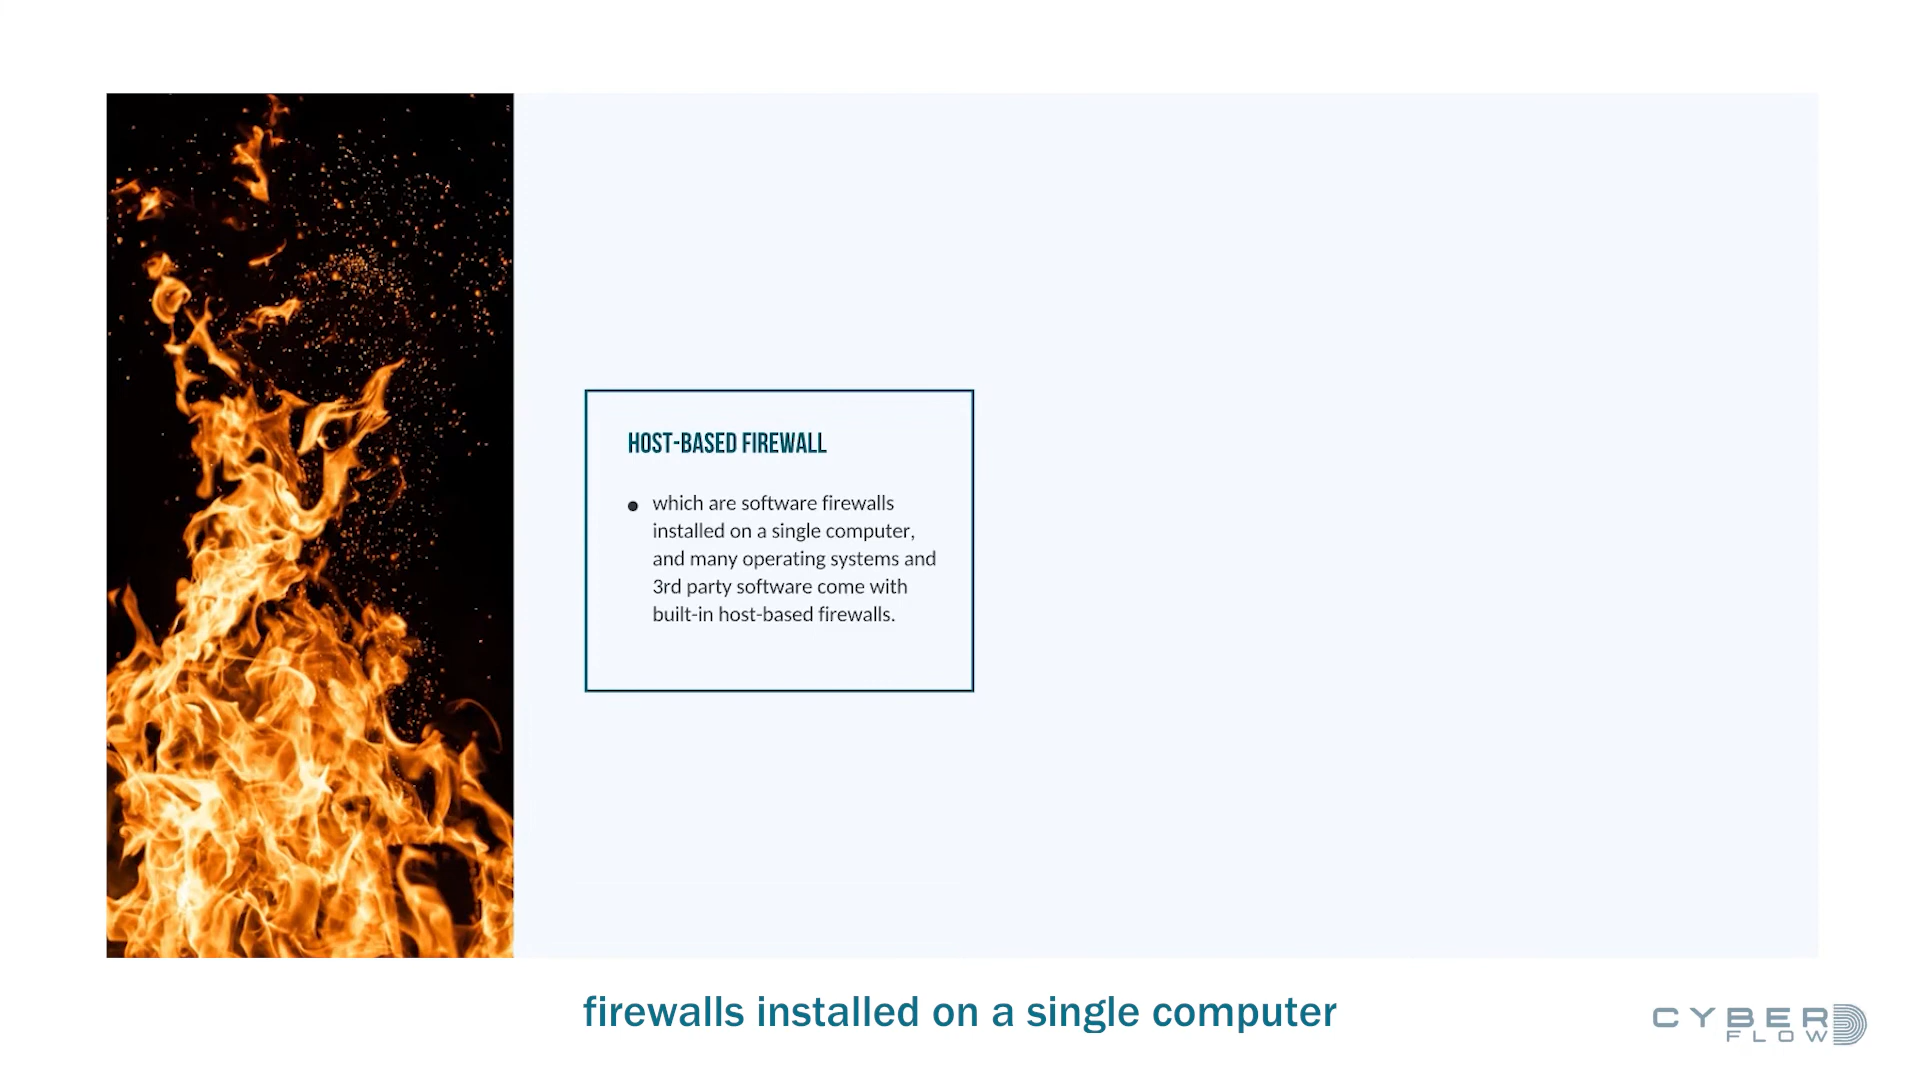 HOST-BASED FIREWALL
• which are software firewalls
installed on a single computer,
and many operating systems and
3rd party software come with
built-in host-based firewalls.
firewalls installed on a single computer
CYBER
FLOW